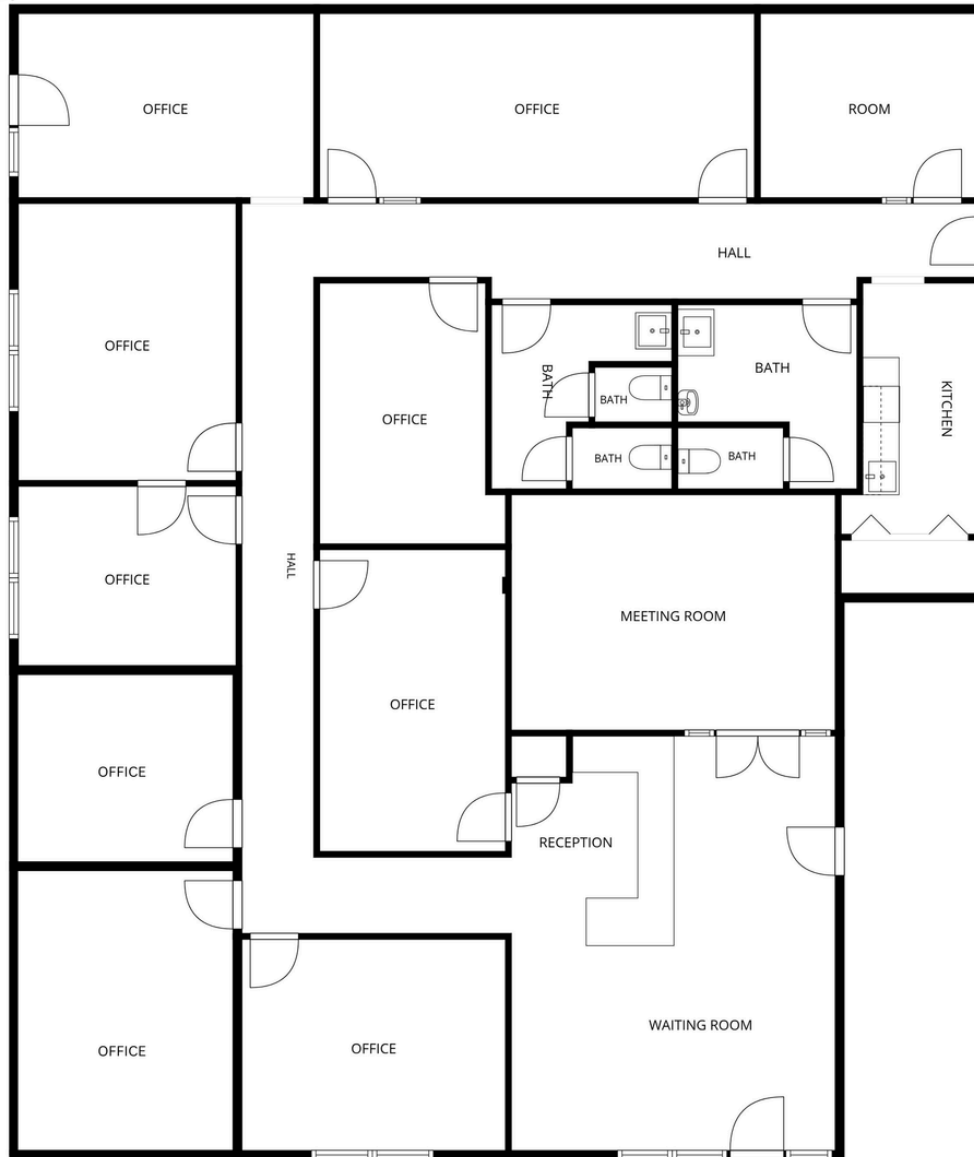 OFFICE
OFFICE
ROOM
HALL
OFFICE
BATH
BATH
KITCHEN
BATH
OFFICE
BATH
BATH
HALL
OFFICE
MEETING ROOM
OFFICE
OFFICE
RECEPTION
WAITING ROOM
OFFICE
OFFICE